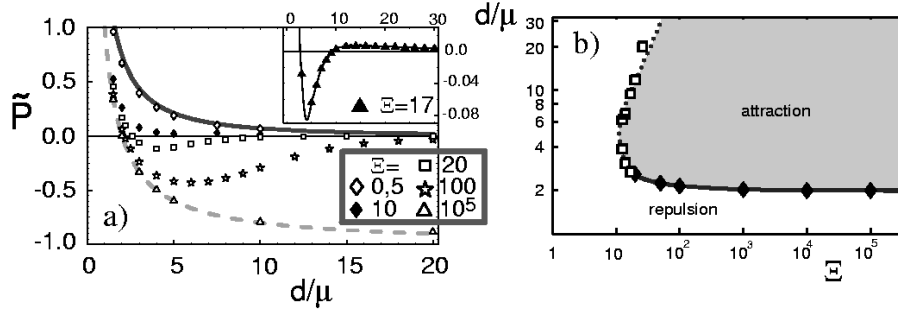 1.0
0.5
0.0
-0.5
-1.0
P̃
a)
0 5 10 15 20
d/μ
0 10 20 30
0.0
-0.04
-0.08
▲ Ξ=17
Ξ= □ 20
◇ 0,5 ☆ 100
◆ 10 △ 10⁵
d/μ
b)
20
8
6
4
2
attraction
repulsion
1 10 10² 10³ 10⁴ 10⁵
Ξ